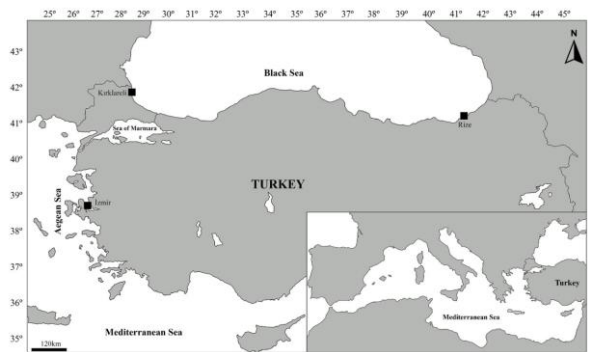 25° 26° 27° 28° 29° 30° 31° 32° 33° 34° 35° 36° 37° 38° 39° 40° 41° 42° 43° 44° 45°
N
43°
42°
41°
40°
39°
38°
37°
36°
35°
Black Sea
Kırklareli
Sea of Marmara
Rize
TURKEY
Aegean Sea
Izmir
Mediterranean Sea
120km
Turkey
Mediterranean Sea